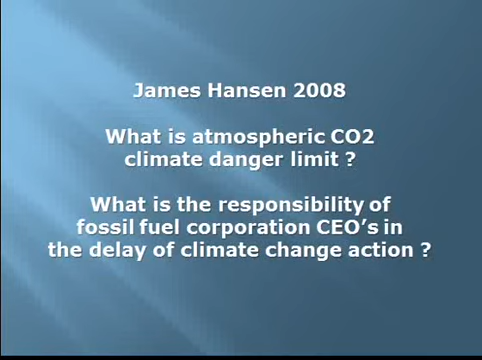 James Hansen 2008
What is atmospheric CO2
climate danger limit ?
What is the responsibility of
fossil fuel corporation CEO's in
the delay of climate change action ?